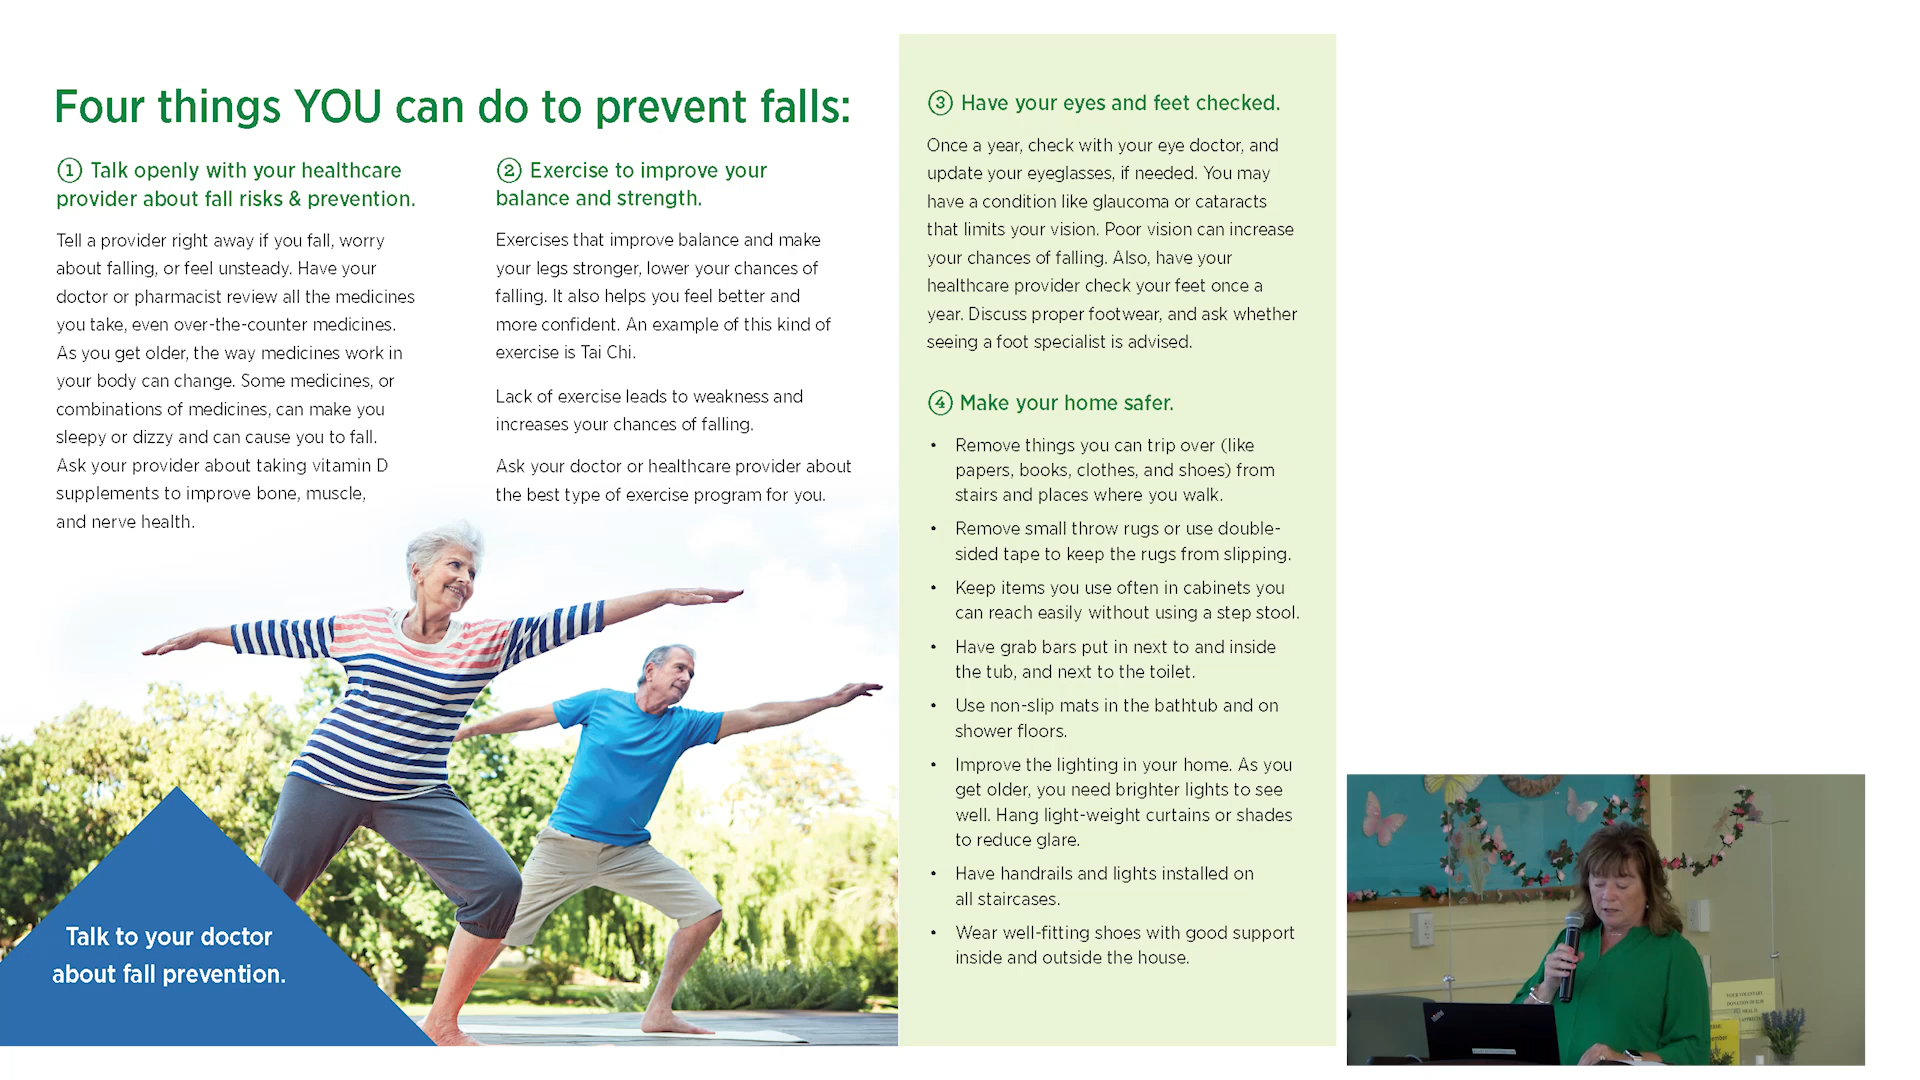 Four things YOU can do to prevent falls:
1 Talk openly with your healthcare
provider about fall risks & prevention.
Tell a provider right away if you fall, worry
about falling, or feel unsteady. Have your
doctor or pharmacist review all the medicines
you take, even over-the-counter medicines.
As you get older, the way medicines work in
your body can change. Some medicines, or
combinations of medicines, can make you
sleepy or dizzy and can cause you to fall.
Ask your provider about taking vitamin D
supplements to improve bone, muscle,
and nerve health.
2 Exercise to improve your
balance and strength.
Exercises that improve balance and make
your legs stronger, lower your chances of
falling. It also helps you feel better and
more confident. An example of this kind of
exercise is Tai Chi.
Lack of exercise leads to weakness and
increases your chances of falling.
Ask your doctor or healthcare provider about
the best type of exercise program for you.
Talk to your doctor
about fall prevention.
3 Have your eyes and feet checked.
Once a year, check with your eye doctor, and
update your eyeglasses, if needed. You may
have a condition like glaucoma or cataracts
that limits your vision. Poor vision can increase
your chances of falling. Also, have your
healthcare provider check your feet once a
year. Discuss proper footwear, and ask whether
seeing a foot specialist is advised.
4 Make your home safer.
• Remove things you can trip over (like
papers, books, clothes, and shoes) from
stairs and places where you walk.
• Remove small throw rugs or use double-
sided tape to keep the rugs from slipping.
• Keep items you use often in cabinets you
can reach easily without using a step stool.
• Have grab bars put in next to and inside
the tub, and next to the toilet.
• Use non-slip mats in the bathtub and on
shower floors.
• Improve the lighting in your home. As you
get older, you need brighter lights to see
well. Hang light-weight curtains or shades
to reduce glare.
• Have handrails and lights installed on
all staircases.
• Wear well-fitting shoes with good support
inside and outside the house.
YOUR VOLUNTARY